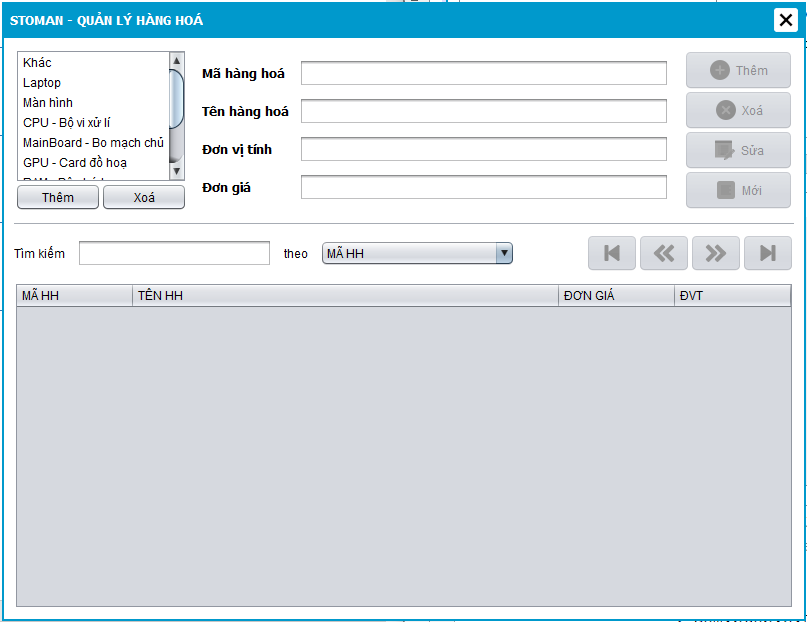 STOMAN - QUẢN LÝ HÀNG HOÁ
Khác
Laptop
Màn hình
CPU - Bộ vi xử lí
MainBoard - Bo mạch chủ
GPU - Card đồ hoạ
Thêm
Xoá
Mã hàng hoá
Tên hàng hoá
Đơn vị tính
Đơn giá
Thêm
Xoá
Sửa
Mới
Tìm kiếm
theo
MÃ HH
MÃ HH
TÊN HH
ĐƠN GIÁ
ĐVT